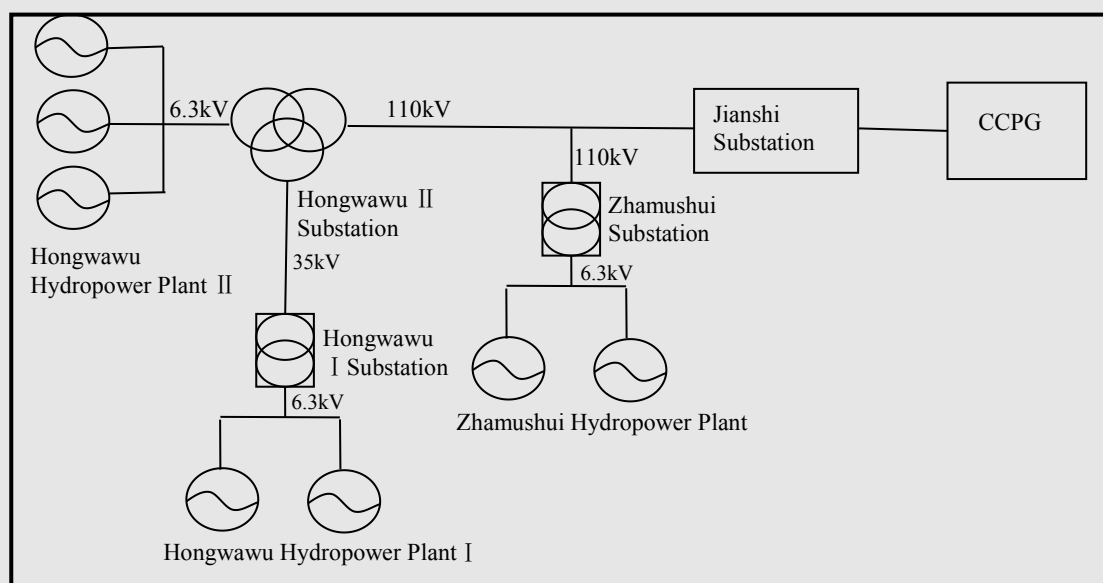 6.3kV
110kV
Jianshi
Substation
CCPG
110kV
Hongwawu Ⅱ
Substation
Zhamushui
Substation
Hongwawu
Hydropower Plant Ⅱ
35kV
6.3kV
Hongwawu
Ⅰ Substation
6.3kV
Zhamushui Hydropower Plant
Hongwawu Hydropower Plant Ⅰ